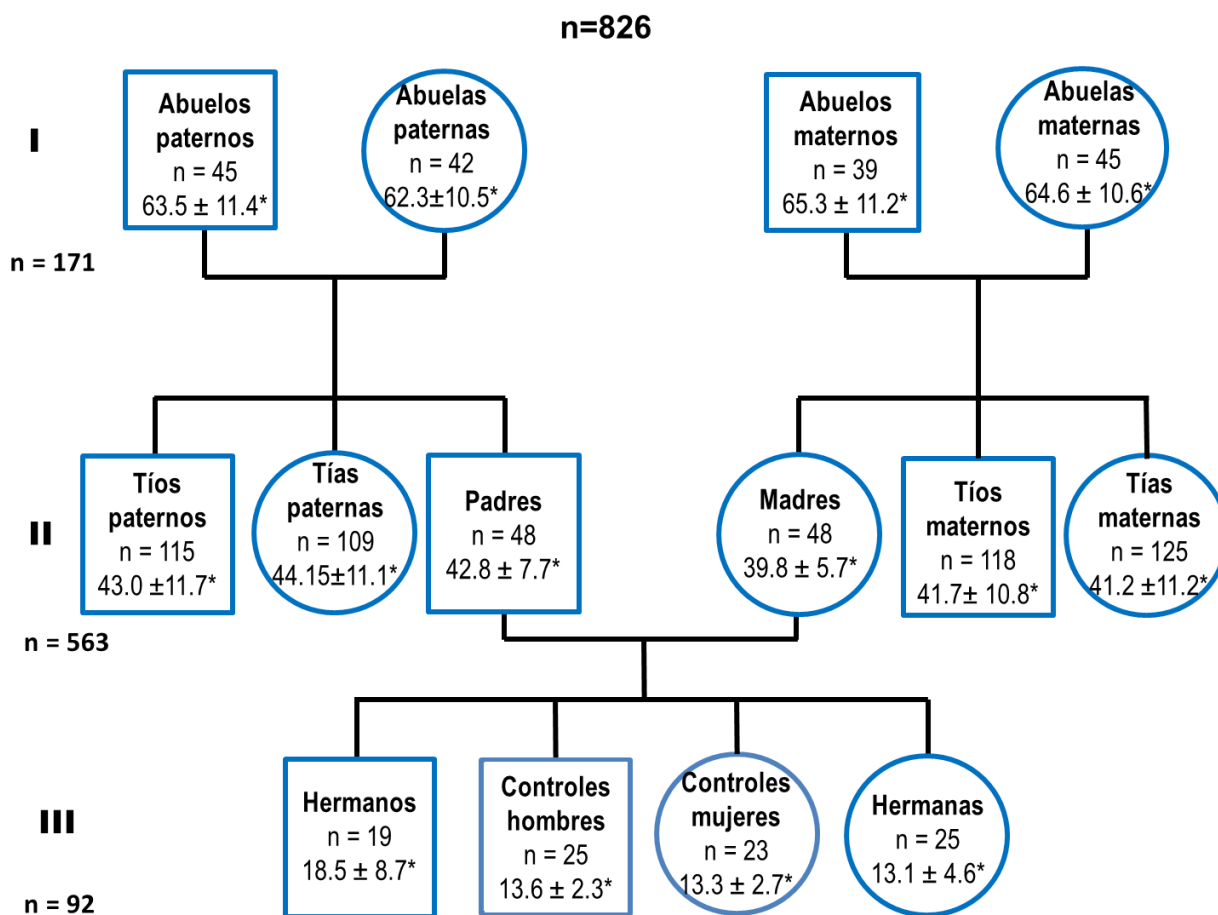 n=826
I
Abuelos
paternos
n = 45
63.5 ± 11.4*
Abuelas
paternas
n = 42
62.3±10.5*
Abuelos
maternos
n = 39
65.3 ± 11.2*
Abuelas
maternas
n = 45
64.6 ± 10.6*
n = 171
II
Tíos
paternos
n = 115
43.0 ±11.7*
Tías
paternas
n = 109
44.15±11.1*
Padres
n = 48
42.8 ± 7.7*
Madres
n = 48
39.8 ± 5.7*
Tíos
maternos
n = 118
41.7± 10.8*
Tías
maternas
n = 125
41.2 ±11.2*
n = 563
III
Hermanos
n = 19
18.5 ± 8.7*
Controles
hombres
n = 25
13.6 ± 2.3*
Controles
mujeres
n = 23
13.3 ± 2.7*
Hermanas
n = 25
13.1 ± 4.6*
n = 92